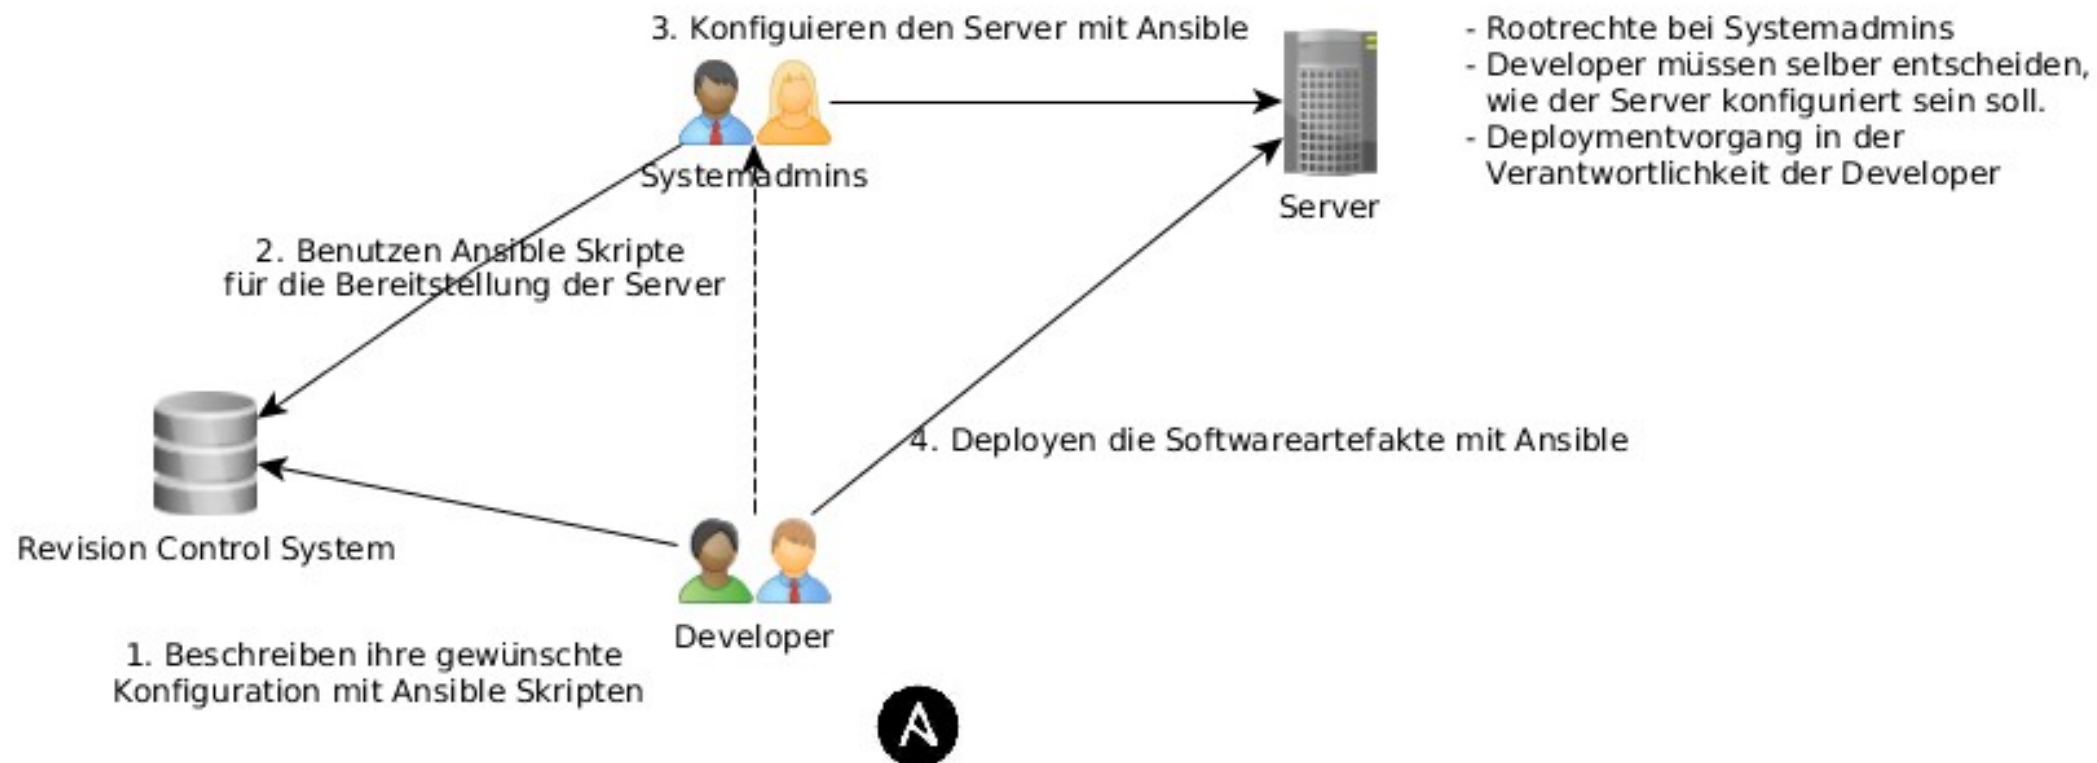 3. Konfiguieren den Server mit Ansible
- Rootrechte bei Systemadmins
- Developer müssen selber entscheiden,
wie der Server konfiguriert sein soll.
- Deploymentvorgang in der
Verantwortlichkeit der Developer
Systemadmins
Server
2. Benutzen Ansible Skripte
für die Bereitstellung der Server
4. Deployen die Softwareartefakte mit Ansible
Revision Control System
Developer
1. Beschreiben ihre gewünschte
Konfiguration mit Ansible Skripten
A